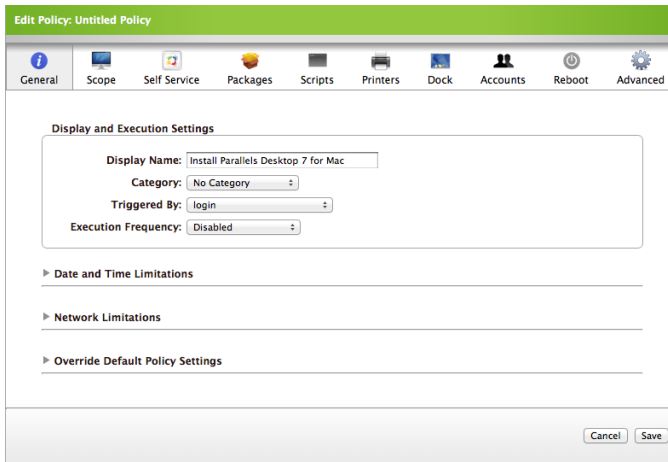 Edit Policy: Untitled Policy
General Scope Self Service Packages Scripts Printers Dock Accounts Reboot Advanced
Display and Execution Settings
Display Name: Install Parallels Desktop 7 for Mac
Category: No Category
Triggered By: login
Execution Frequency: Disabled
Date and Time Limitations
Network Limitations
Override Default Policy Settings
Cancel Save